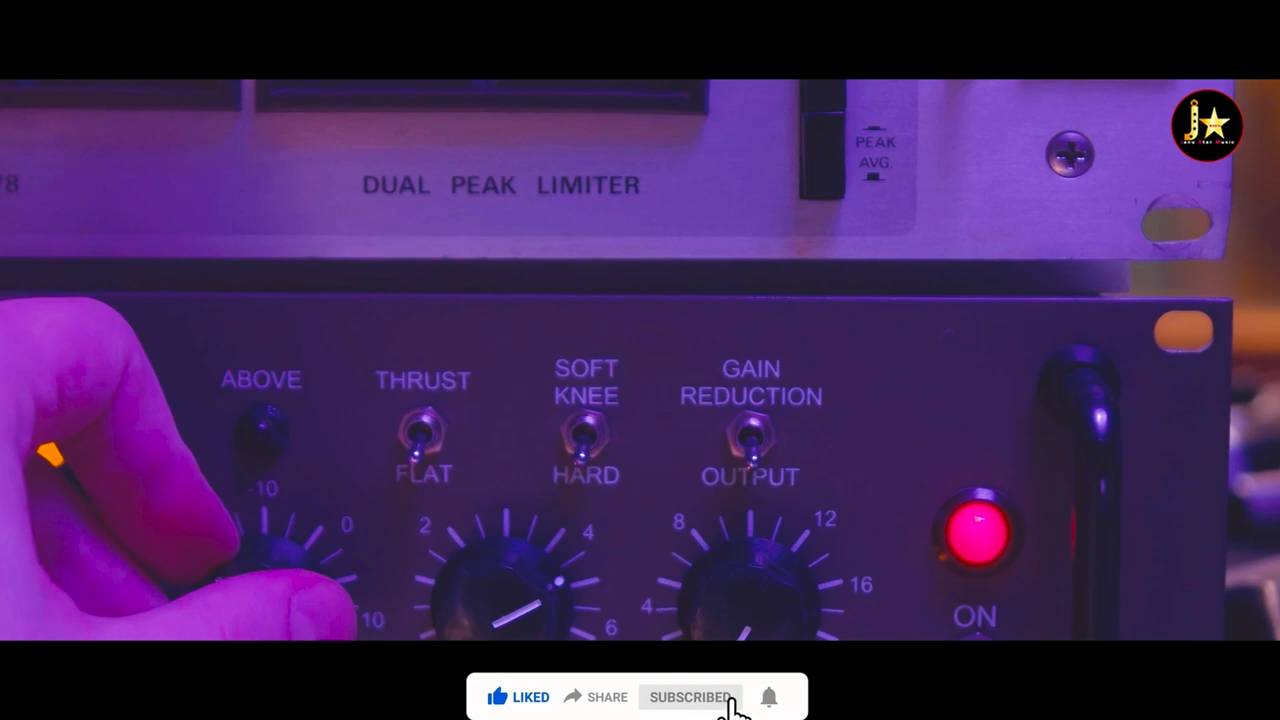 PEAK
AVG.
78
DUAL PEAK LIMITER
ABOVE
THRUST
FLAT
SOFT
KNEE
HARD
GAIN
REDUCTION
OUTPUT
-10
0
10
2
4
6
4
8
12
16
ON
LIKED
SHARE
SUBSCRIBED